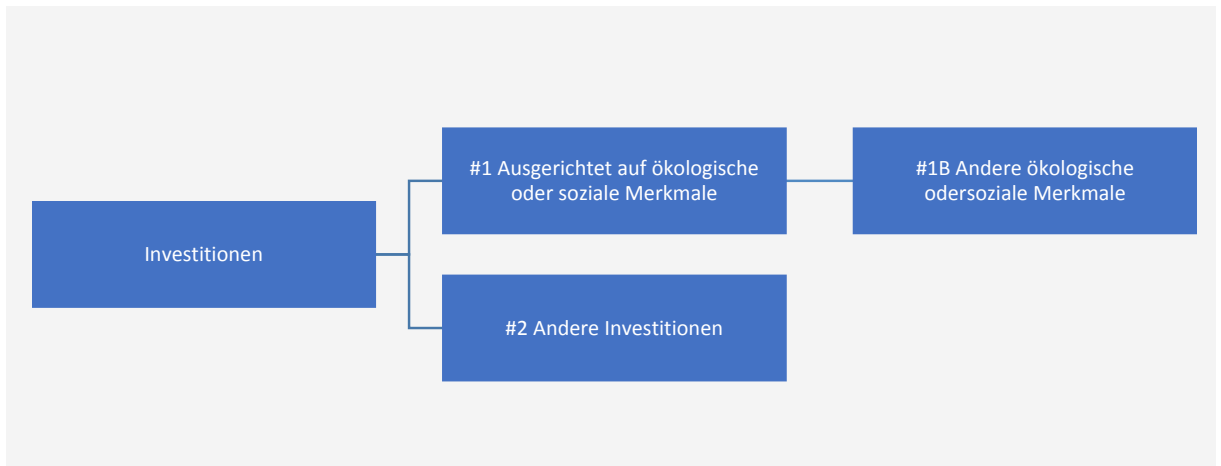 #1 Ausgerichtet auf ökologische
oder soziale Merkmale
#1B Andere ökologische
odersoziale Merkmale
Investitionen
#2 Andere Investitionen